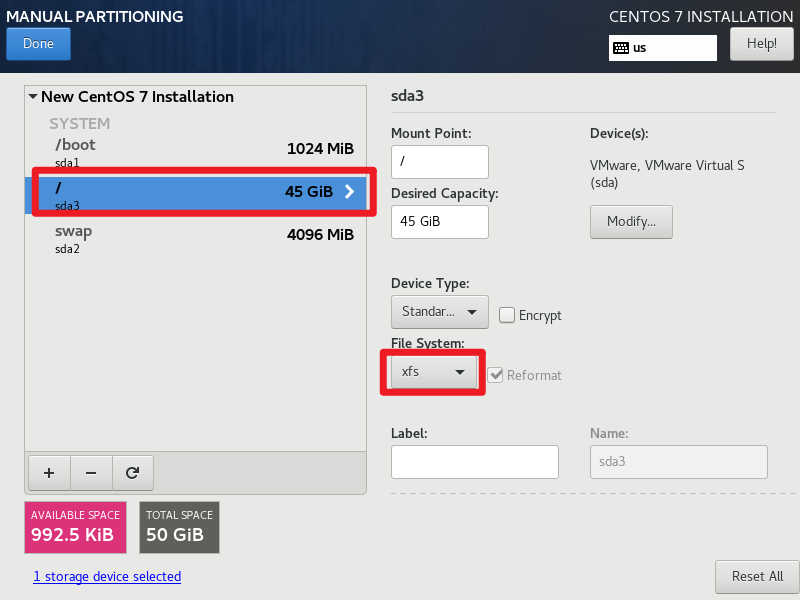 MANUAL PARTITIONING
CENTOS 7 INSTALLATION
Done
us
Help!
New CentOS 7 Installation
SYSTEM
/boot
1024 MiB
sda1
/
45 GiB
sda3
swap
4096 MiB
sda2
+
−
AVAILABLE SPACE
992.5 KiB
TOTAL SPACE
50 GiB
1 storage device selected
sda3
Mount Point:
/
Desired Capacity:
45 GiB
Device(s):
VMware, VMware Virtual S
(sda)
Modify...
Device Type:
Standar...
Encrypt
File System:
xfs
Reformat
Label:
Name:
sda3
Reset All